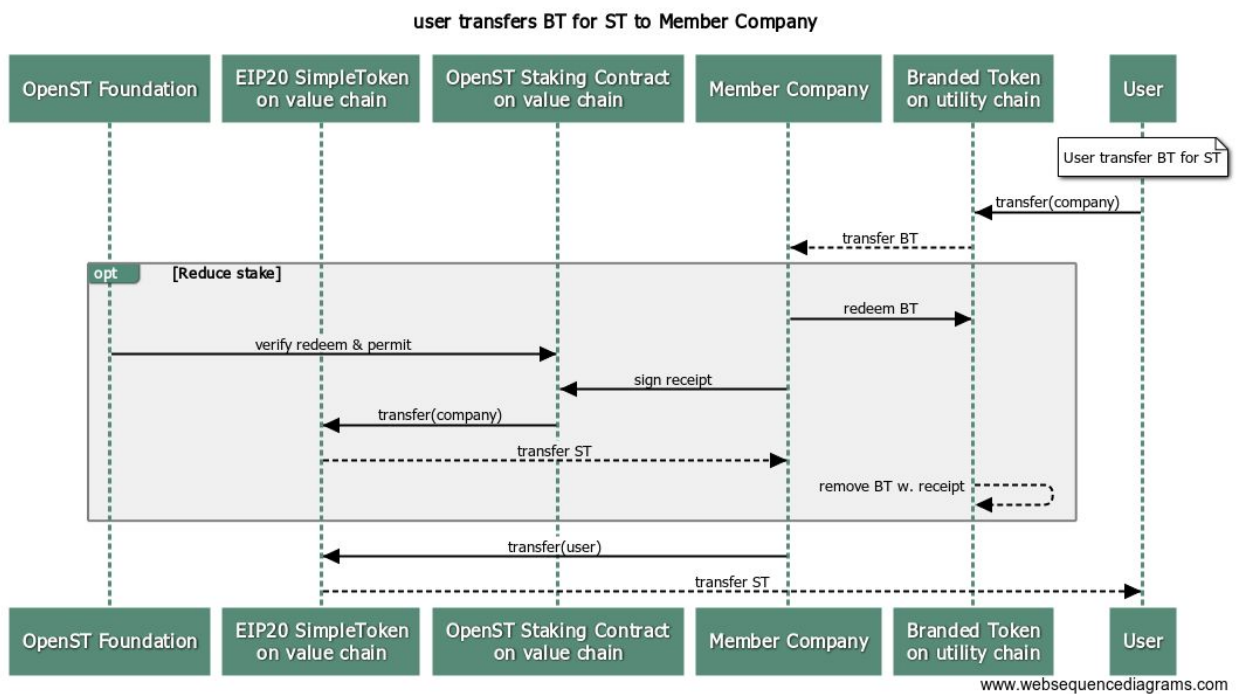 user transfers BT for ST to Member Company
OpenST Foundation
EIP20 SimpleToken
on value chain
OpenST Staking Contract
on value chain
Member Company
Branded Token
on utility chain
User
User transfer BT for ST
transfer(company)
transfer BT
opt
[Reduce stake]
redeem BT
verify redeem & permit
sign receipt
transfer(company)
transfer ST
remove BT w. receipt
transfer(user)
transfer ST
OpenST Foundation
EIP20 SimpleToken
on value chain
OpenST Staking Contract
on value chain
Member Company
Branded Token
on utility chain
User
www.websequencediagrams.com